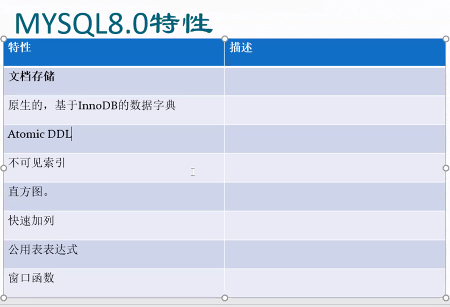 MYSQL8.0特性
特性 描述
文档存储
原生的，基于InnoDB的数据字典
Atomic DDL
不可见索引
直方图。
快速加列
公用表表达式
窗口函数